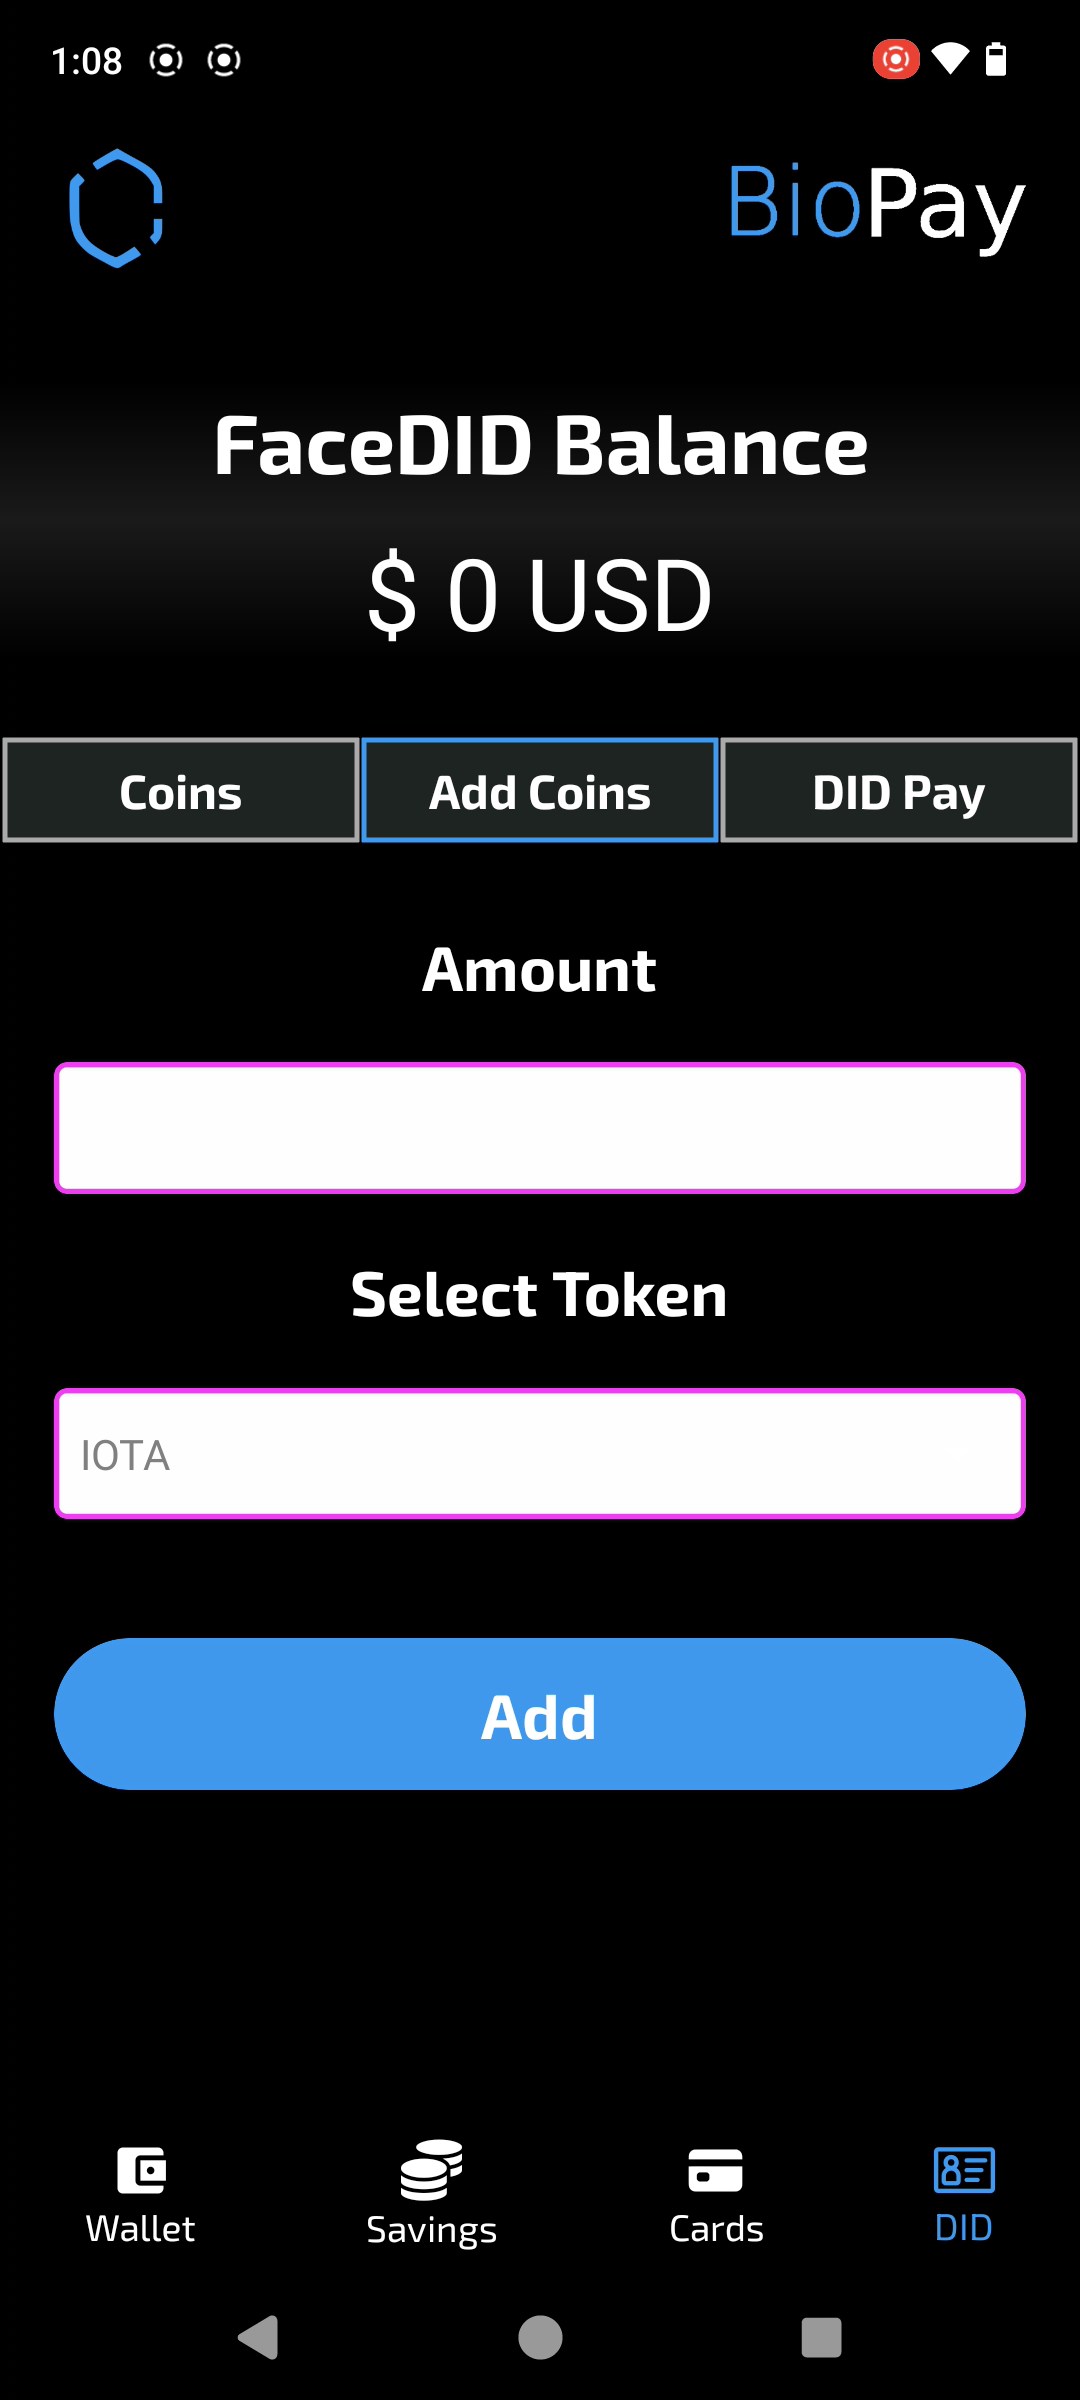 1:08
BioPay
FaceDID Balance
$ 0 USD
Coins
Add Coins
DID Pay
Amount
Select Token
IOTA
Add
Wallet
Savings
Cards
DID